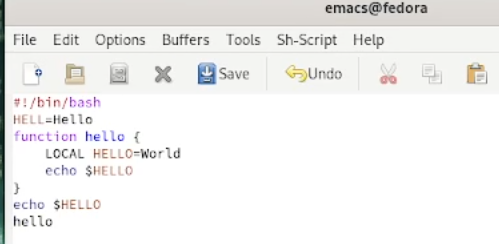 emacs@fedora
File Edit Options Buffers Tools Sh-Script Help
Save Undo
#!/bin/bash
HELL=Hello
function hello {
    LOCAL HELLO=World
    echo $HELLO
}
echo $HELLO
hello